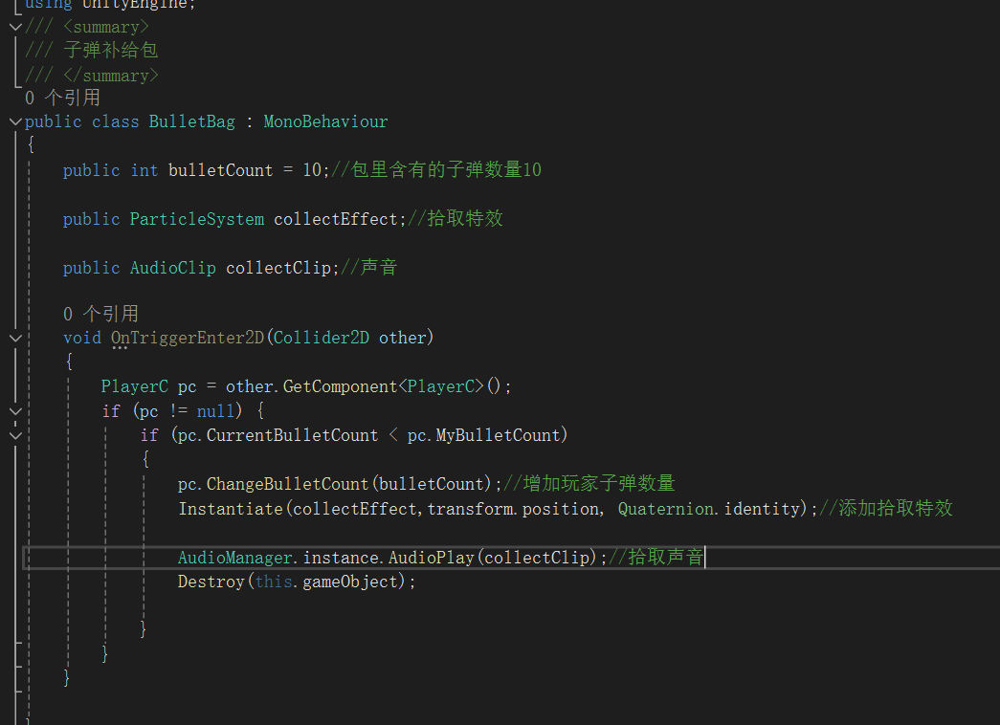 using UnityEngine;
/// <summary>
/// 子弹补给包
/// </summary>
0 个引用
public class BulletBag : MonoBehaviour
{
public int bulletCount = 10;//包里含有的子弹数量10
public ParticleSystem collectEffect;//拾取特效
public AudioClip collectClip;//声音
0 个引用
void OnTriggerEnter2D(Collider2D other)
{
PlayerC pc = other.GetComponent<PlayerC>();
if (pc != null) {
if (pc.CurrentBulletCount < pc.MyBulletCount)
{
pc.ChangeBulletCount(bulletCount);//增加玩家子弹数量
Instantiate(collectEffect,transform.position, Quaternion.identity);//添加拾取特效
AudioManager.instance.AudioPlay(collectClip);//拾取声音
Destroy(this.gameObject);
}
}
}
}